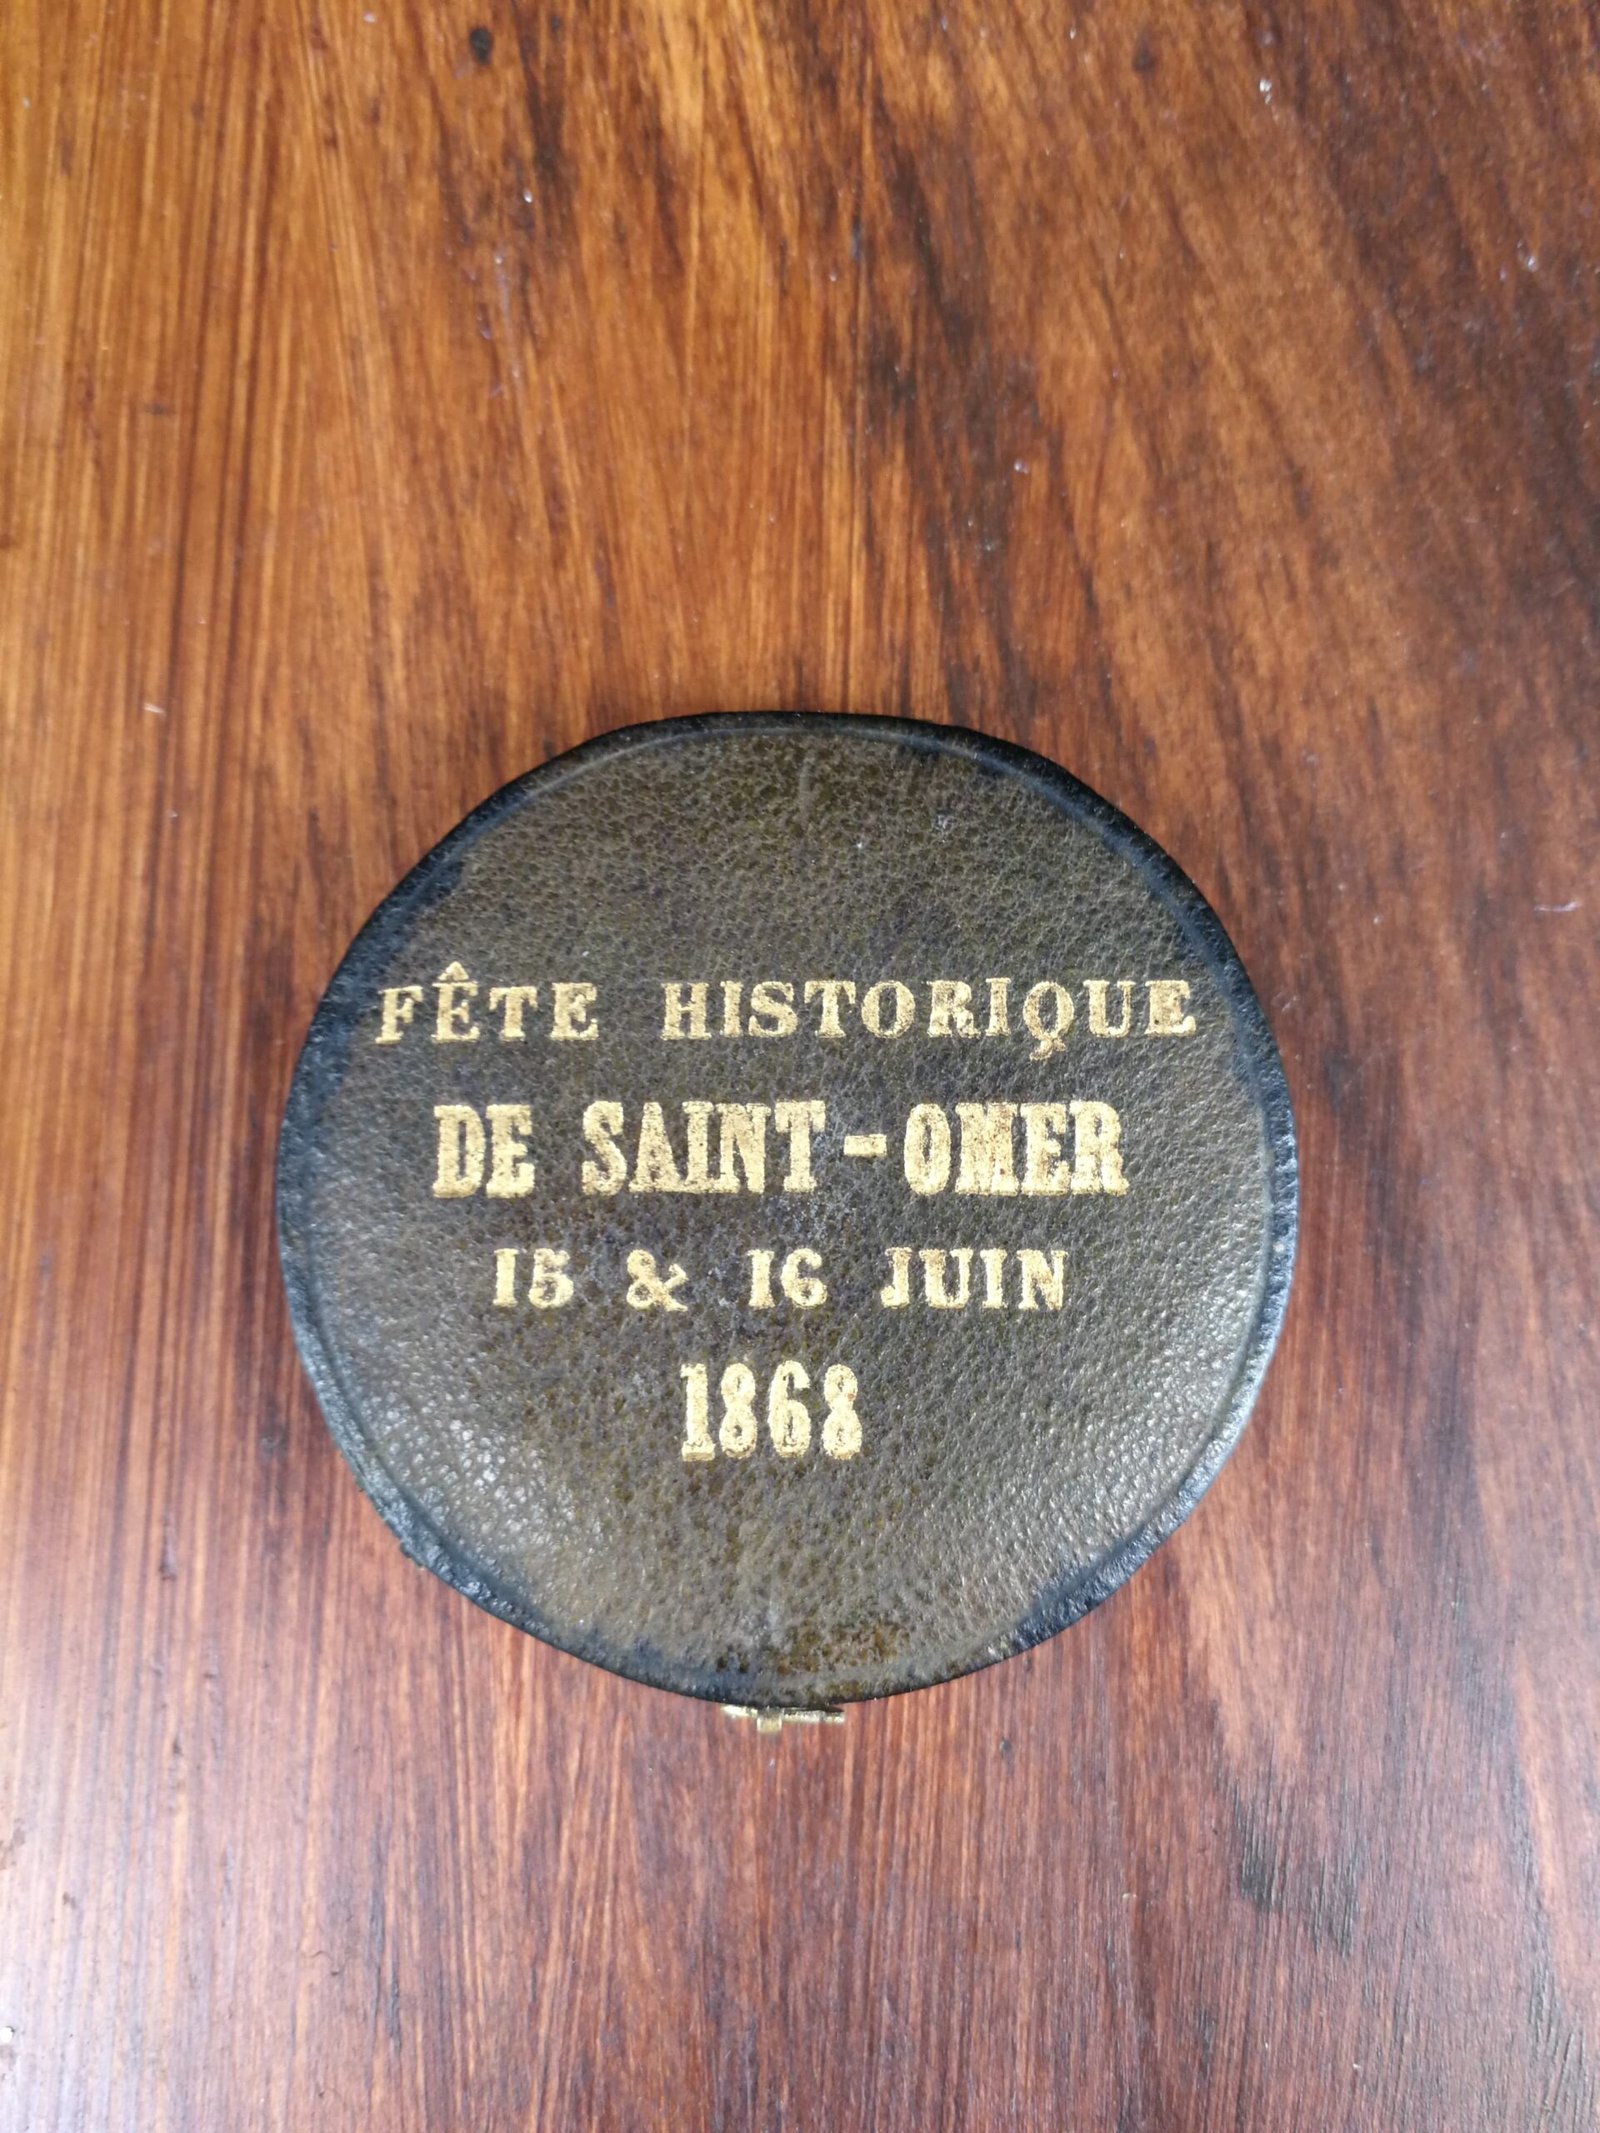 FÊTE HISTORIQUE
DE SAINT-OMER
15 & 16 JUIN
1868